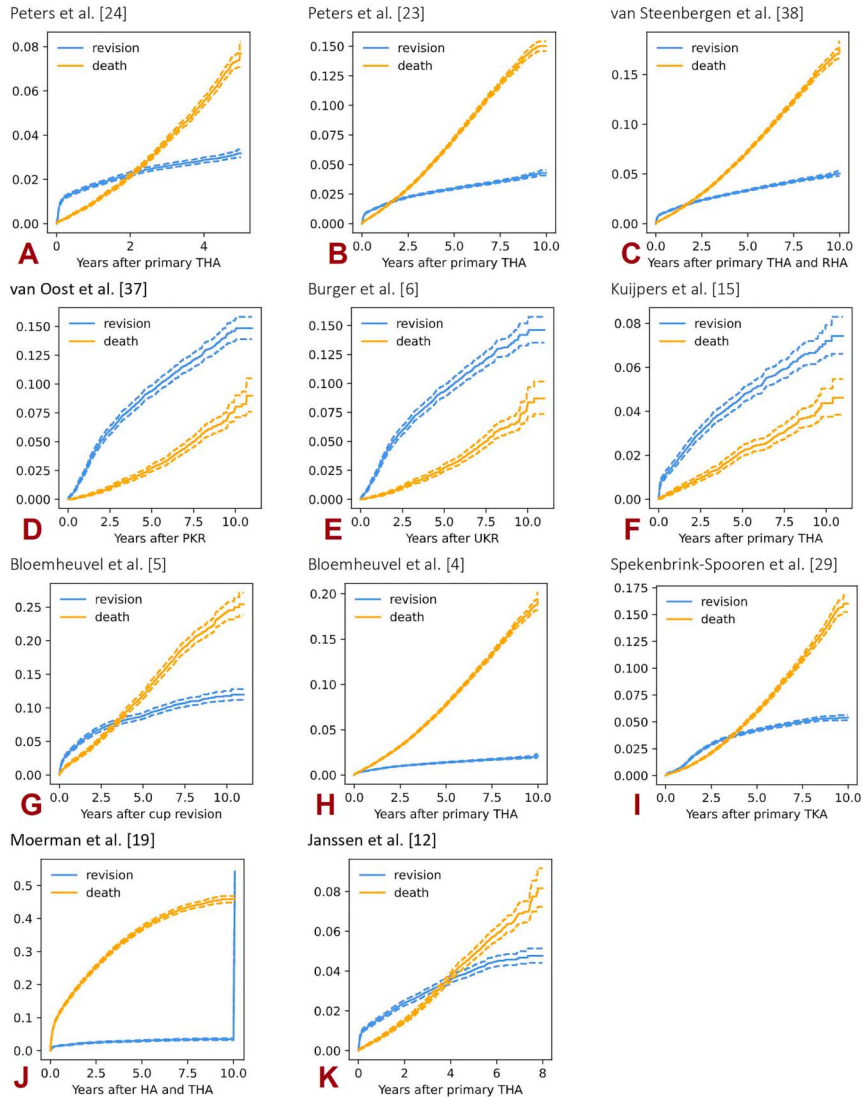 Peters et al. [24]
revision
death
0.08
0.06
0.04
0.02
0.00
0
2
4
Years after primary THA
A
Peters et al. [23]
revision
death
0.150
0.125
0.100
0.075
0.050
0.025
0.000
0.0
2.5
5.0
7.5
10.0
Years after primary THA
B
van Steenbergen et al. [38]
revision
death
0.15
0.10
0.05
0.00
0.0
2.5
5.0
7.5
10.0
Years after primary THA and RHA
C
van Oost et al. [37]
revision
death
0.150
0.125
0.100
0.075
0.050
0.025
0.000
0.0
2.5
5.0
7.5
10.0
Years after PKR
D
Burger et al. [6]
revision
death
0.150
0.125
0.100
0.075
0.050
0.025
0.000
0.0
2.5
5.0
7.5
10.0
Years after UKR
E
Kuijpers et al. [15]
revision
death
0.08
0.06
0.04
0.02
0.00
0.0
2.5
5.0
7.5
10.0
Years after primary THA
F
Bloemheuvel et al. [5]
revision
death
0.25
0.20
0.15
0.10
0.05
0.00
0.0
2.5
5.0
7.5
10.0
Years after cup revision
G
Bloemheuvel et al. [4]
revision
death
0.20
0.15
0.10
0.05
0.00
0.0
2.5
5.0
7.5
10.0
Years after primary THA
H
Spekenbrink-Spooren et al. [29]
revision
death
0.175
0.150
0.125
0.100
0.075
0.050
0.025
0.000
0.0
2.5
5.0
7.5
10.0
Years after primary TKA
I
Moerman et al. [19]
revision
death
0.5
0.4
0.3
0.2
0.1
0.0
0.0
2.5
5.0
7.5
10.0
Years after HA and THA
J
Janssen et al. [12]
revision
death
0.08
0.06
0.04
0.02
0.00
0
2
4
6
8
Years after primary THA
K